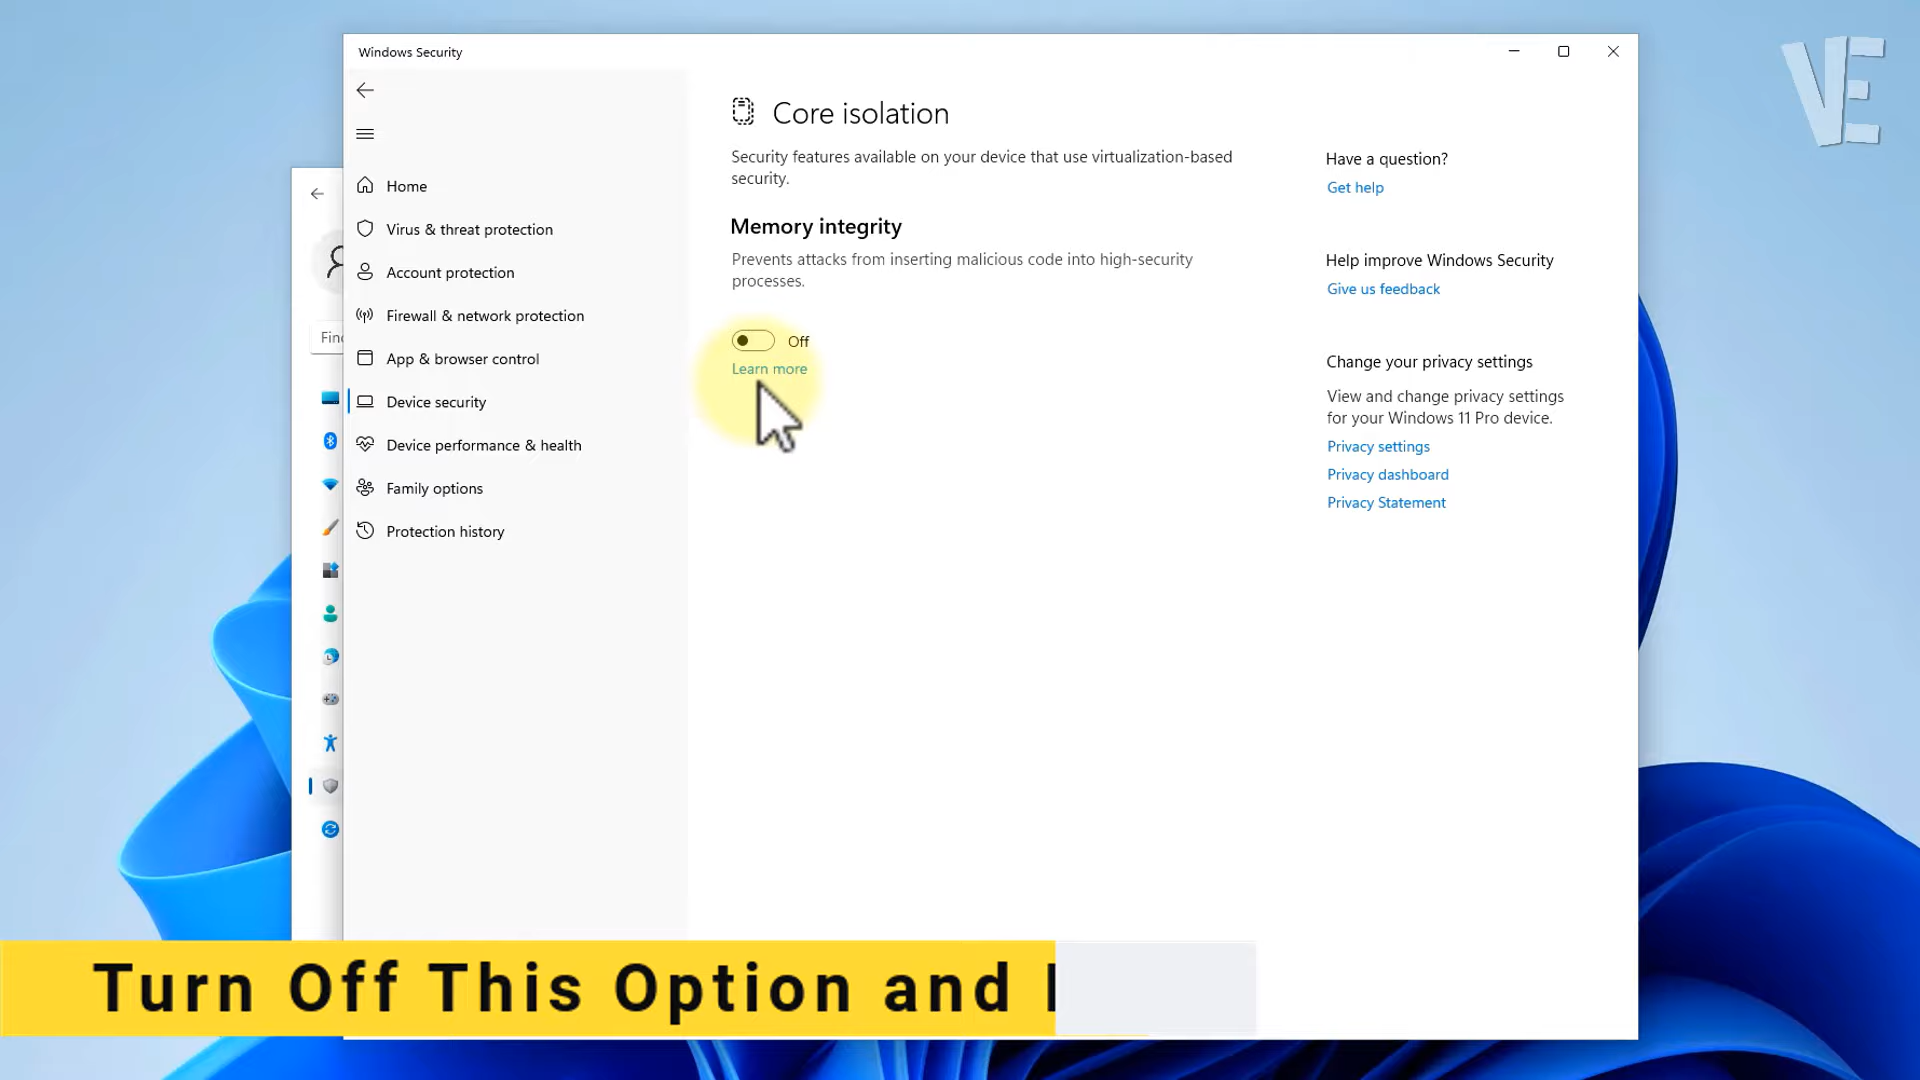 Windows Security
VE
Core isolation
Security features available on your device that use virtualization-based
security.
Have a question?
Get help
Home
Virus & threat protection
Account protection
Firewall & network protection
App & browser control
Device security
Device performance & health
Family options
Protection history
Memory integrity
Prevents attacks from inserting malicious code into high-security
processes.
Off
Learn more
Help improve Windows Security
Give us feedback
Change your privacy settings
View and change privacy settings
for your Windows 11 Pro device.
Privacy settings
Privacy dashboard
Privacy Statement
Turn Off This Option and